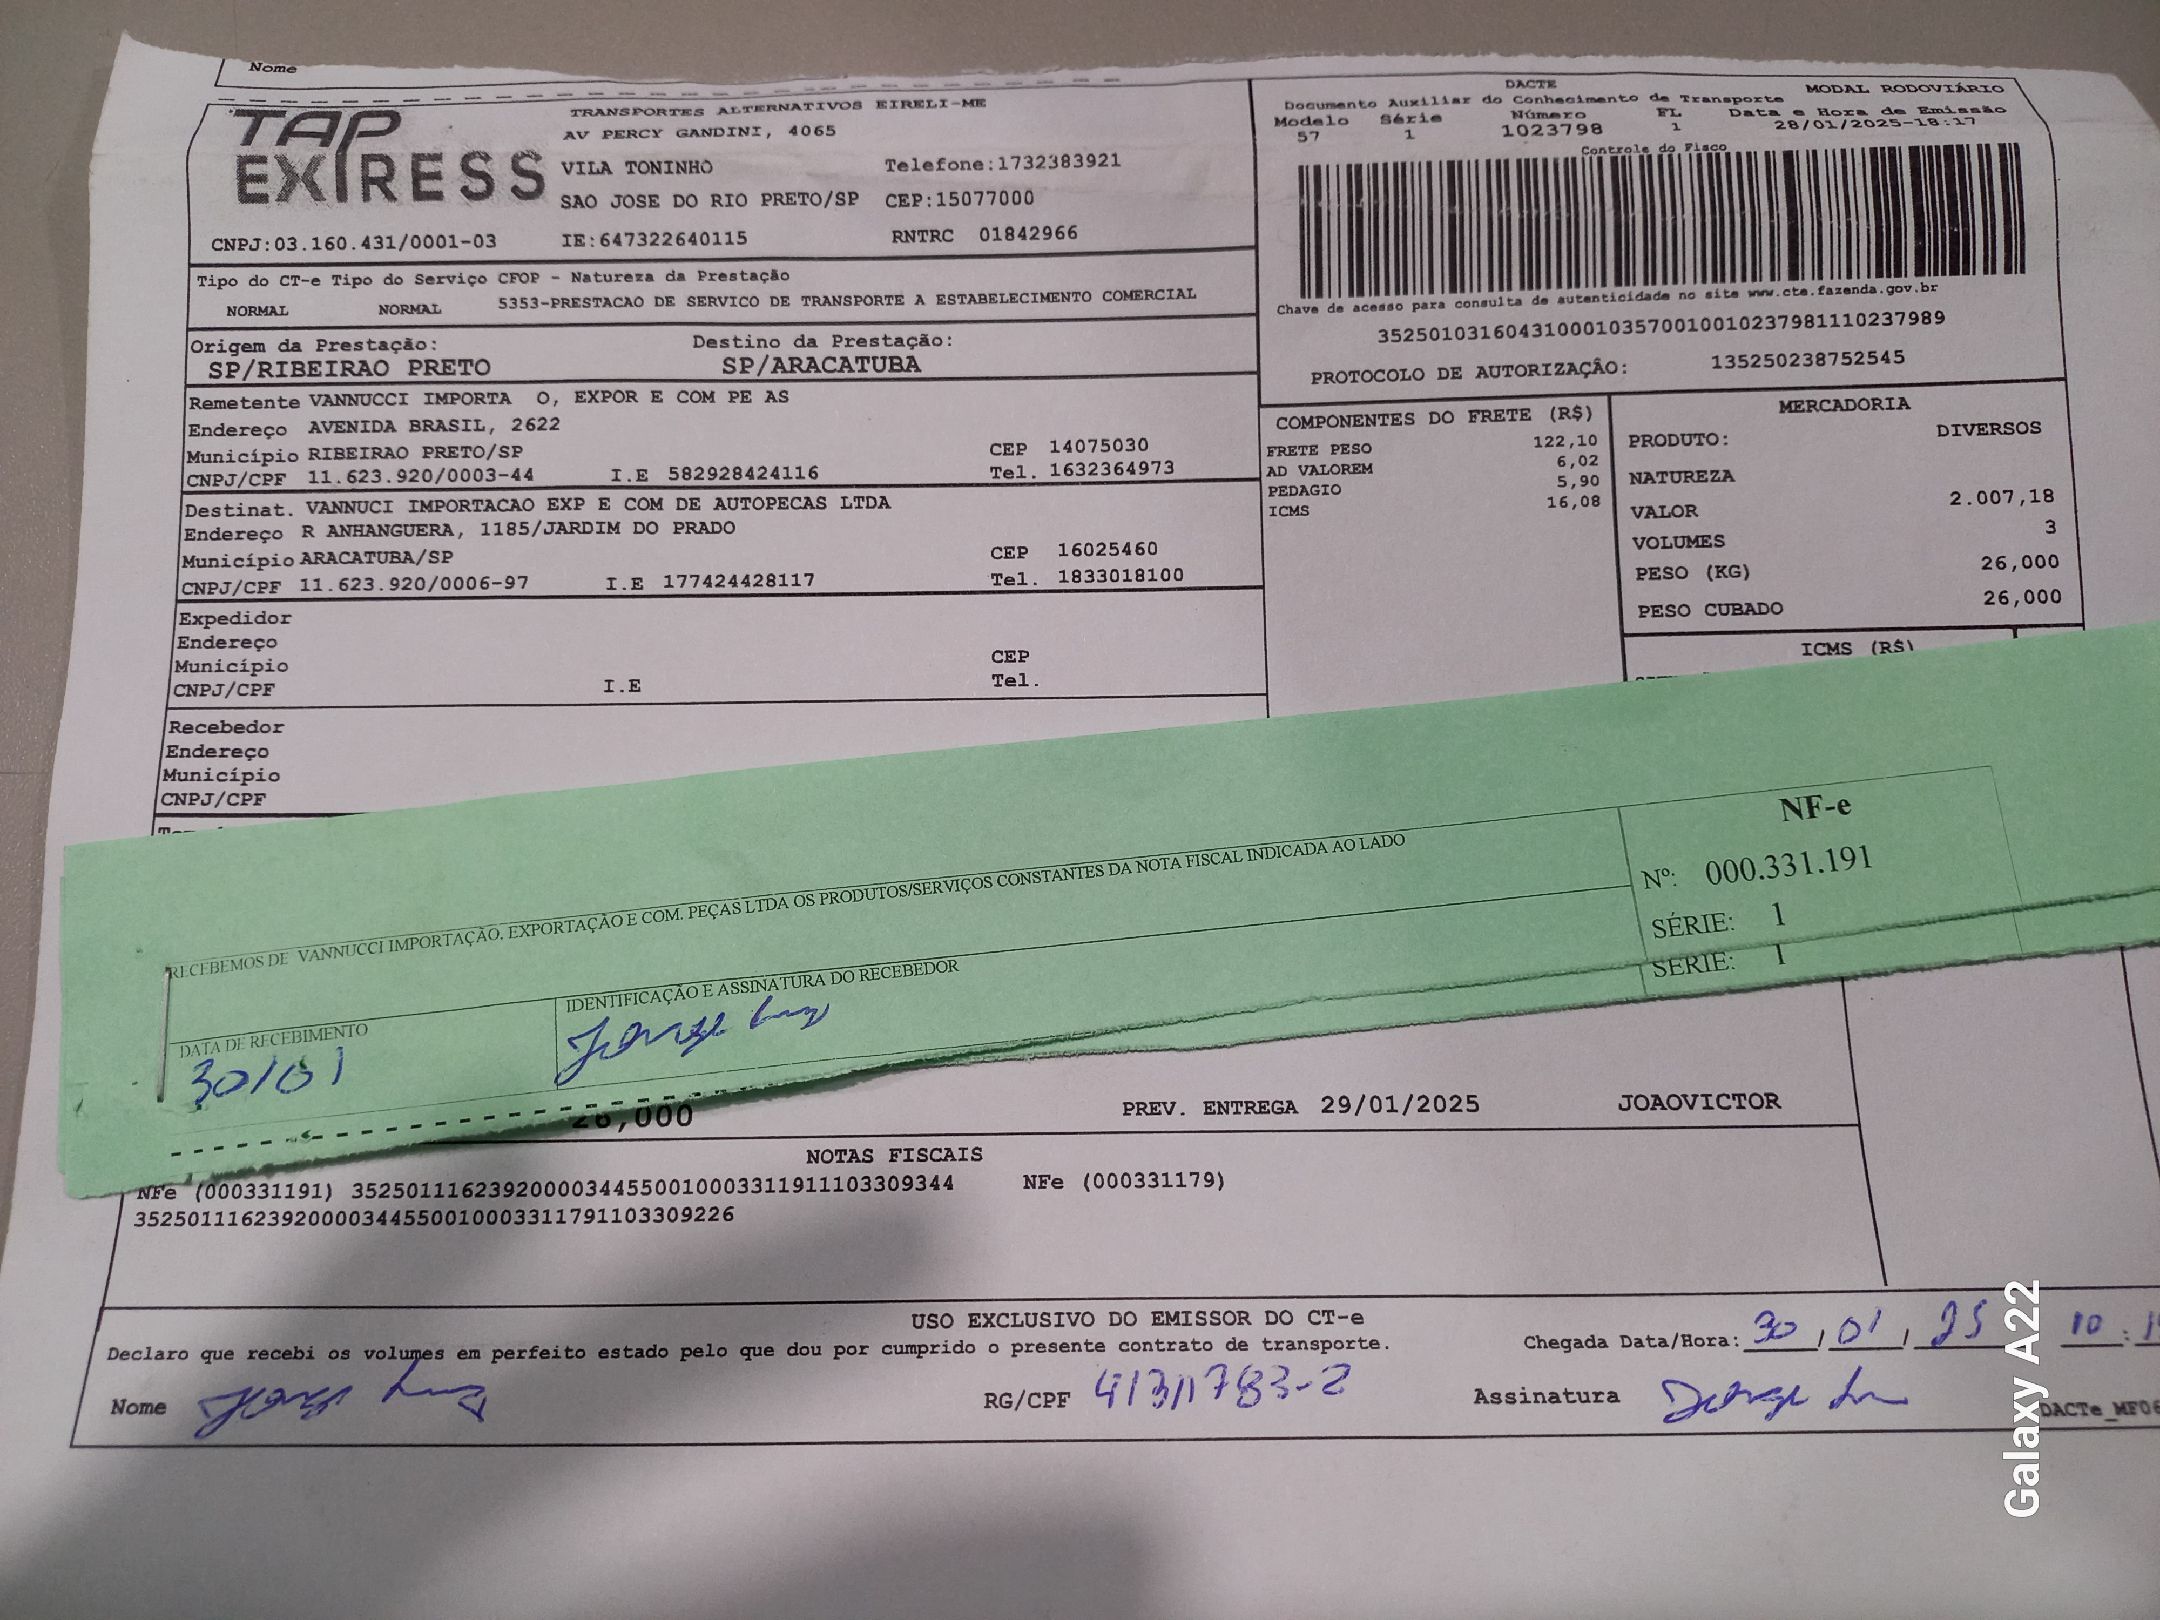 Nome
TAP EXPRESS
TRANSPORTES ALTERNATIVOS EIRELI-ME
AV PERCY GANDINI, 4065
VILA TONINHO Telefone:1732383921
SAO JOSE DO RIO PRETO/SP CEP:15077000
CNPJ:03.160.431/0001-03 IE:647322640115 RNTRC 01842966
DACTE MODAL RODOVIÁRIO
Documento Auxiliar do Conhecimento de Transporte
Modelo Série Número FL Data e Hora de Emissão
57 1 1023798 1 28/01/2025-18:17
Controle do Fisco
Chave de acesso para consulta de autenticidade no site www.cte.fazenda.gov.br
35250103160431000103570010010237981110237989
PROTOCOLO DE AUTORIZAÇÂO: 135250238752545
Tipo do CT-e Tipo do Serviço CFOP - Natureza da Prestação
NORMAL NORMAL 5353-PRESTACAO DE SERVICO DE TRANSPORTE A ESTABELECIMENTO COMERCIAL
Origem da Prestação: Destino da Prestação:
SP/RIBEIRAO PRETO SP/ARACATUBA
Remetente VANNUCCI IMPORTA O, EXPOR E COM PE AS
Endereço AVENIDA BRASIL, 2622
Município RIBEIRAO PRETO/SP CEP 14075030
CNPJ/CPF 11.623.920/0003-44 I.E 582928424116 Tel. 1632364973
Destinat. VANNUCI IMPORTACAO EXP E COM DE AUTOPECAS LTDA
Endereço R ANHANGUERA, 1185/JARDIM DO PRADO
Município ARACATUBA/SP CEP 16025460
CNPJ/CPF 11.623.920/0006-97 I.E 177424428117 Tel. 1833018100
Expedidor
Endereço
Município CEP
CNPJ/CPF I.E Tel.
Recebedor
Endereço
Município
CNPJ/CPF
COMPONENTES DO FRETE (R$)
FRETE PESO 122,10
AD VALOREM 6,02
PEDAGIO 5,90
ICMS 16,08
MERCADORIA
PRODUTO: DIVERSOS
NATUREZA
VALOR 2.007,18
VOLUMES 3
PESO (KG) 26,000
PESO CUBADO 26,000
ICMS (R$)
RECEBEMOS DE VANNUCCI IMPORTAÇÃO, EXPORTAÇÃO E COM. PEÇAS LTDA OS PRODUTOS/SERVIÇOS CONSTANTES DA NOTA FISCAL INDICADA AO LADO
NF-e
Nº: 000.331.191
SÉRIE: 1
SÉRIE: 1
DATA DE RECEBIMENTO IDENTIFICAÇÃO E ASSINATURA DO RECEBEDOR
30/01
26,000 PREV. ENTREGA 29/01/2025 JOAOVICTOR
NOTAS FISCAIS
NFe (000331191) 35250111623920000344550010003311911103309344 NFe (000331179)
35250111623920000344550010003311791103309226
USO EXCLUSIVO DO EMISSOR DO CT-e
Declaro que recebi os volumes em perfeito estado pelo que dou por cumprido o presente contrato de transporte. Chegada Data/Hora: 30/01/25 10:
Nome RG/CPF Assinatura
DACTe_MF06
Galaxy A22